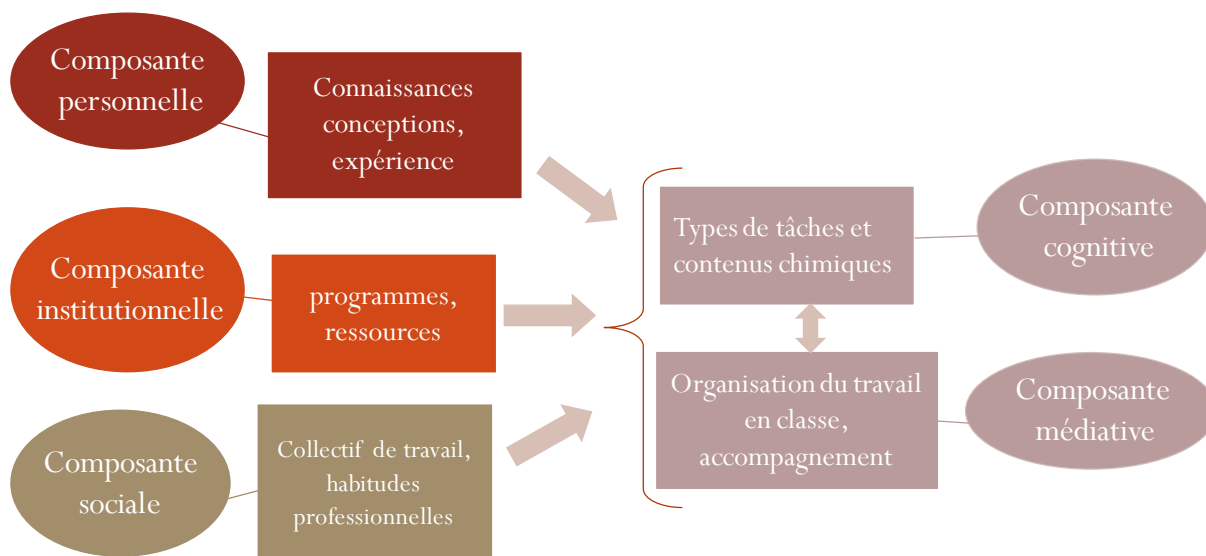 Composante
personnelle
Connaissances
conceptions,
expérience
Composante
institutionnelle
programmes,
ressources
Composante
sociale
Collectif de travail,
habitudes
professionnelles
Types de tâches et
contenus chimiques
Composante
cognitive
Organisation du travail
en classe,
accompagnement
Composante
médiative